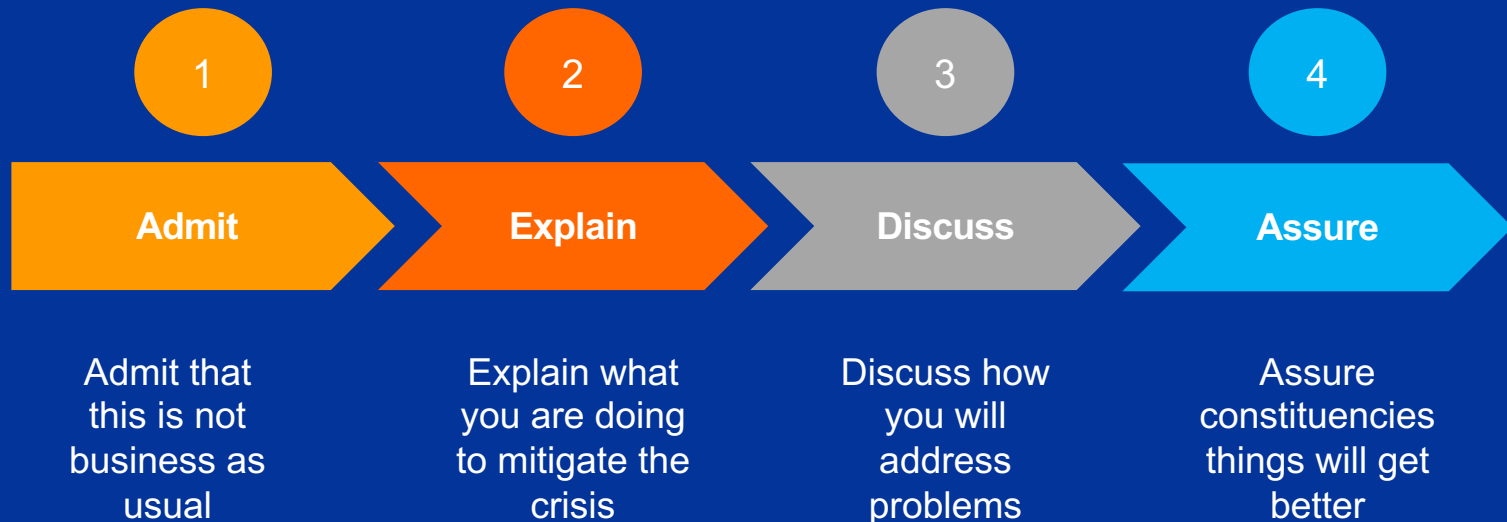 1
2
3
4
Admit
Explain
Discuss
Assure
Admit that
this is not
business as
usual
Explain what
you are doing
to mitigate the
crisis
Discuss how
you will
address
problems
Assure
constituencies
things will get
better